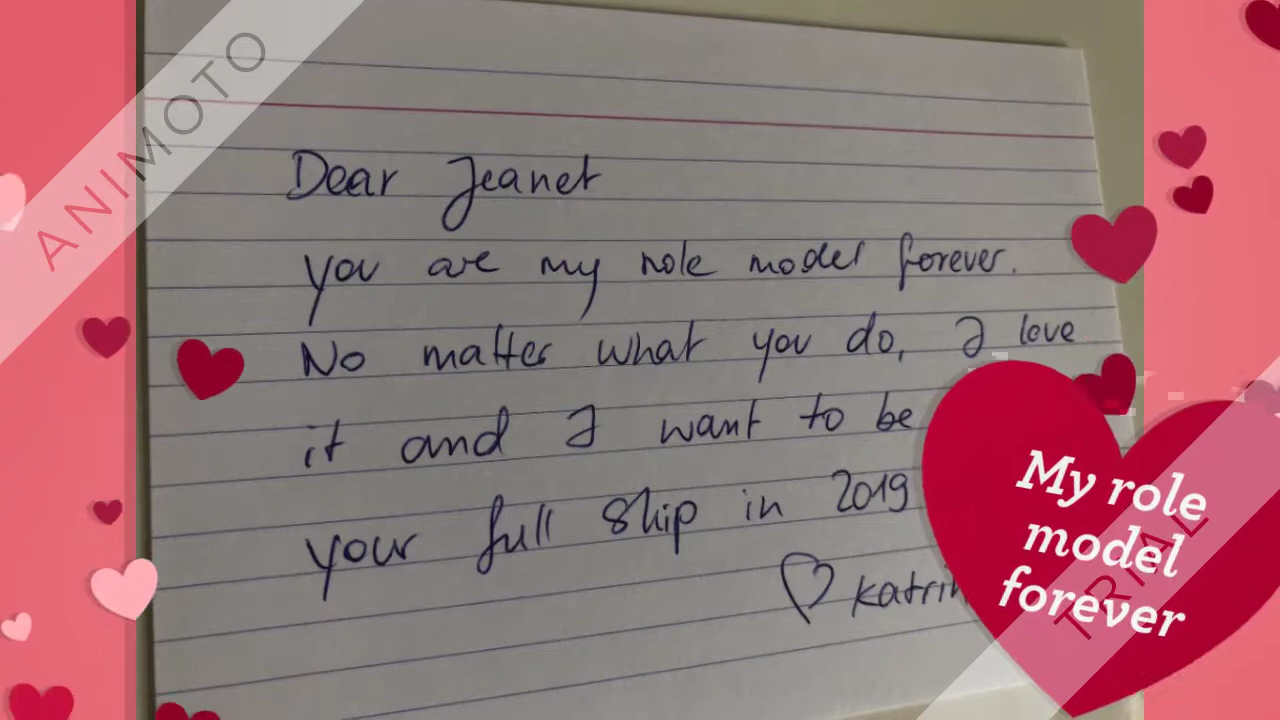 ANIMOTO
Dear Jeanet
you are my role model forever.
No matter what you do, I love
it and I want to be
your full ship in 2019
My role
model
forever
TRIAL